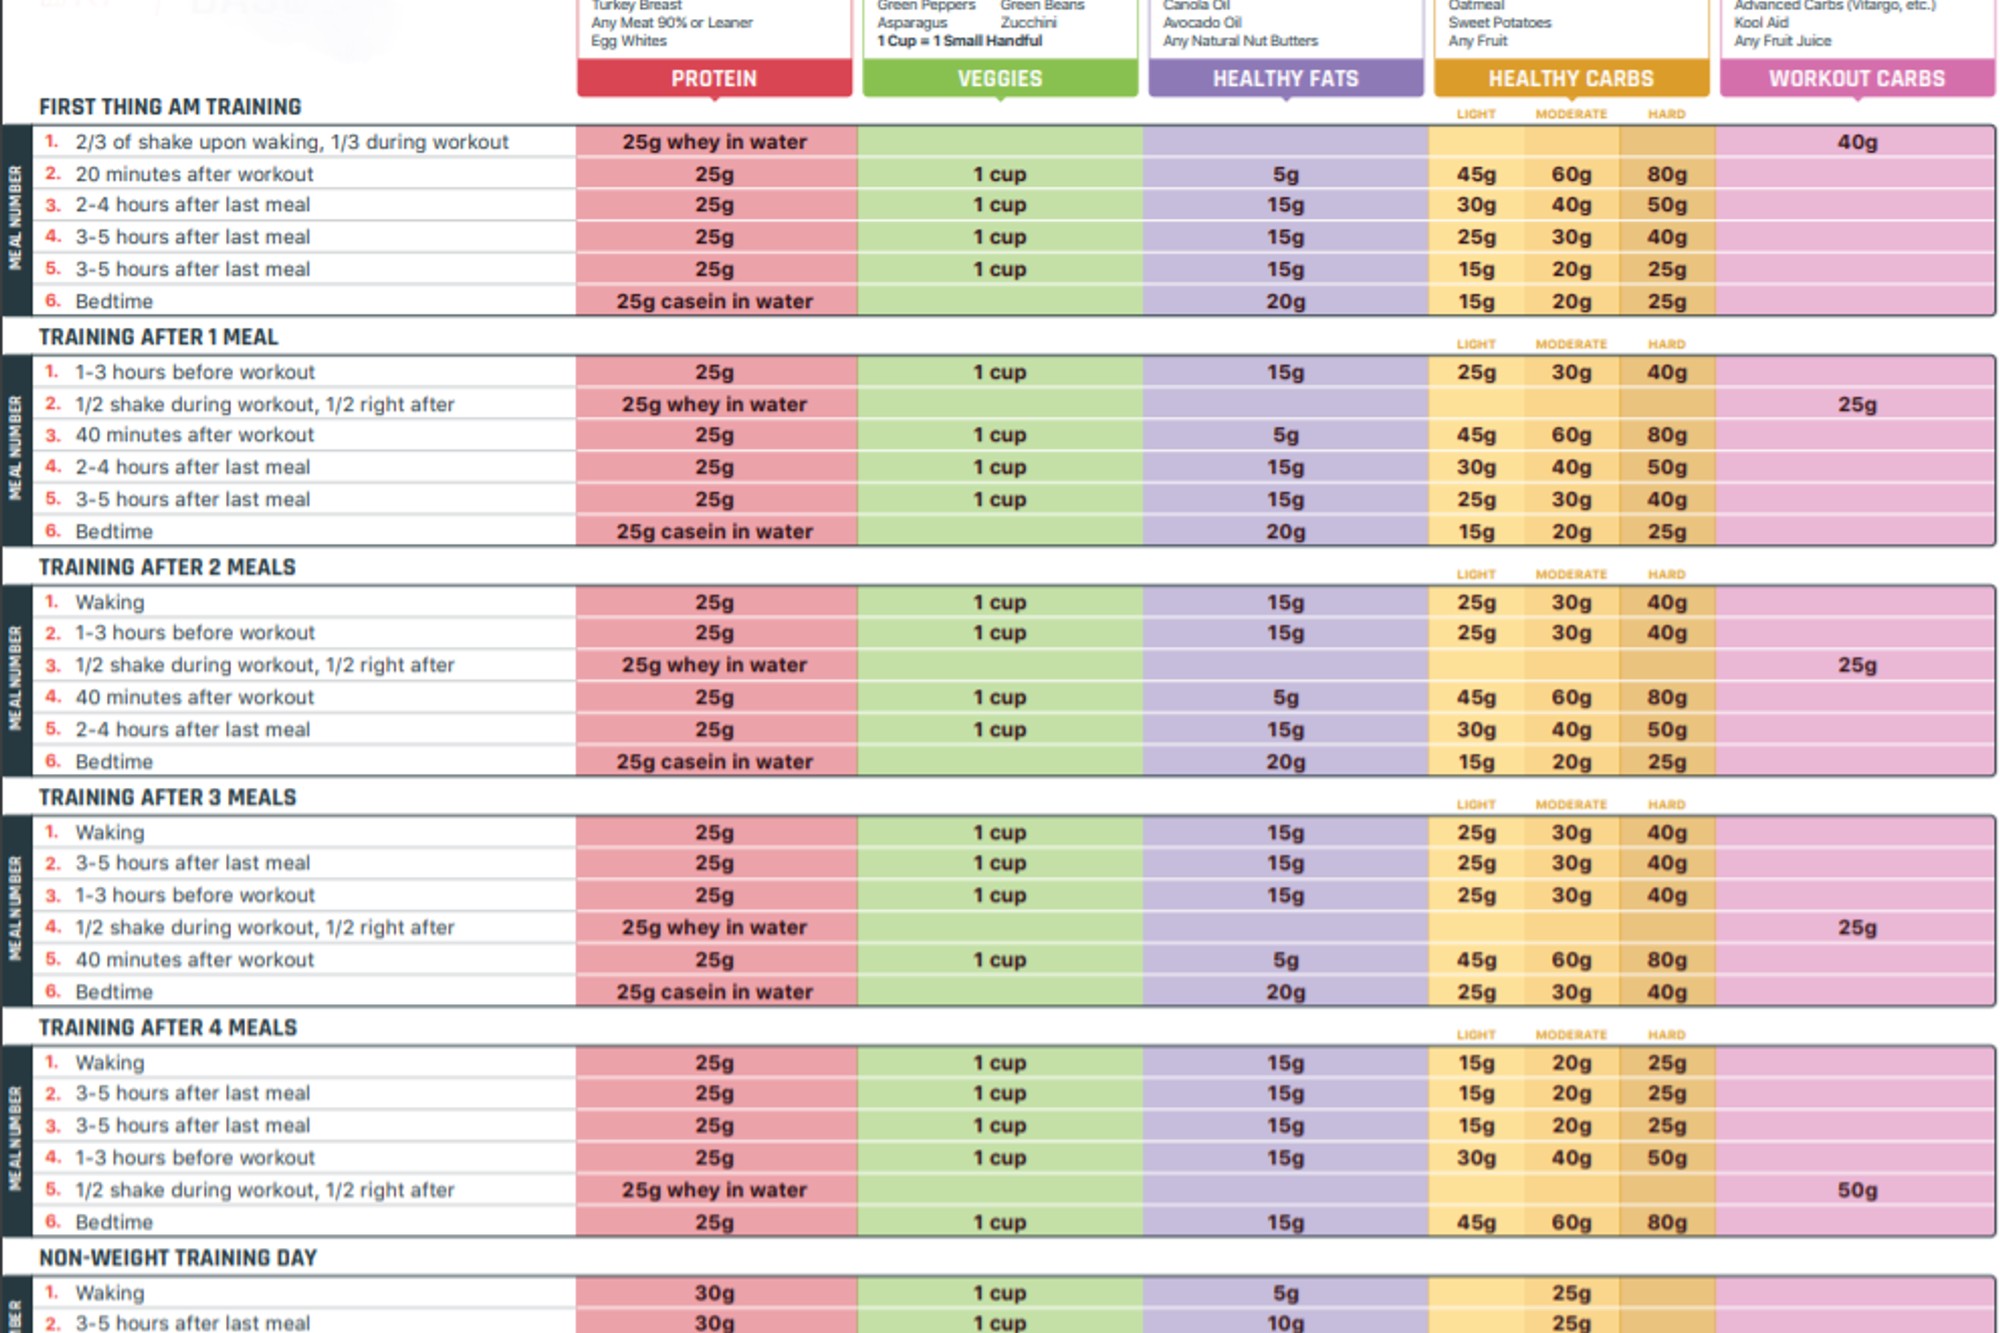 Turkey Breast
Any Meat 90% or Leaner
Egg Whites
Green Peppers Green Beans
Asparagus Zucchini
1 Cup = 1 Small Handful
Canola Oil
Avocado Oil
Any Natural Nut Butters
Oatmeal
Sweet Potatoes
Any Fruit
Advanced Carbs (Vitargo, etc.)
Kool Aid
Any Fruit Juice
PROTEIN VEGGIES HEALTHY FATS HEALTHY CARBS WORKOUT CARBS
FIRST THING AM TRAINING LIGHT MODERATE HARD
MEAL NUMBER
1. 2/3 of shake upon waking, 1/3 during workout 25g whey in water 40g
2. 20 minutes after workout 25g 1 cup 5g 45g 60g 80g
3. 2-4 hours after last meal 25g 1 cup 15g 30g 40g 50g
4. 3-5 hours after last meal 25g 1 cup 15g 25g 30g 40g
5. 3-5 hours after last meal 25g 1 cup 15g 15g 20g 25g
6. Bedtime 25g casein in water 20g 15g 20g 25g
TRAINING AFTER 1 MEAL LIGHT MODERATE HARD
MEAL NUMBER
1. 1-3 hours before workout 25g 1 cup 15g 25g 30g 40g
2. 1/2 shake during workout, 1/2 right after 25g whey in water 25g
3. 40 minutes after workout 25g 1 cup 5g 45g 60g 80g
4. 2-4 hours after last meal 25g 1 cup 15g 30g 40g 50g
5. 3-5 hours after last meal 25g 1 cup 15g 25g 30g 40g
6. Bedtime 25g casein in water 20g 15g 20g 25g
TRAINING AFTER 2 MEALS LIGHT MODERATE HARD
MEAL NUMBER
1. Waking 25g 1 cup 15g 25g 30g 40g
2. 1-3 hours before workout 25g 1 cup 15g 25g 30g 40g
3. 1/2 shake during workout, 1/2 right after 25g whey in water 25g
4. 40 minutes after workout 25g 1 cup 5g 45g 60g 80g
5. 2-4 hours after last meal 25g 1 cup 15g 30g 40g 50g
6. Bedtime 25g casein in water 20g 15g 20g 25g
TRAINING AFTER 3 MEALS LIGHT MODERATE HARD
MEAL NUMBER
1. Waking 25g 1 cup 15g 25g 30g 40g
2. 3-5 hours after last meal 25g 1 cup 15g 25g 30g 40g
3. 1-3 hours before workout 25g 1 cup 15g 25g 30g 40g
4. 1/2 shake during workout, 1/2 right after 25g whey in water 25g
5. 40 minutes after workout 25g 1 cup 5g 45g 60g 80g
6. Bedtime 25g casein in water 20g 25g 30g 40g
TRAINING AFTER 4 MEALS LIGHT MODERATE HARD
MEAL NUMBER
1. Waking 25g 1 cup 15g 15g 20g 25g
2. 3-5 hours after last meal 25g 1 cup 15g 15g 20g 25g
3. 3-5 hours after last meal 25g 1 cup 15g 15g 20g 25g
4. 1-3 hours before workout 25g 1 cup 15g 30g 40g 50g
5. 1/2 shake during workout, 1/2 right after 25g whey in water 50g
6. Bedtime 25g 1 cup 15g 45g 60g 80g
NON-WEIGHT TRAINING DAY
1. Waking 30g 1 cup 5g 25g
2. 3-5 hours after last meal 30g 1 cup 10g 25g